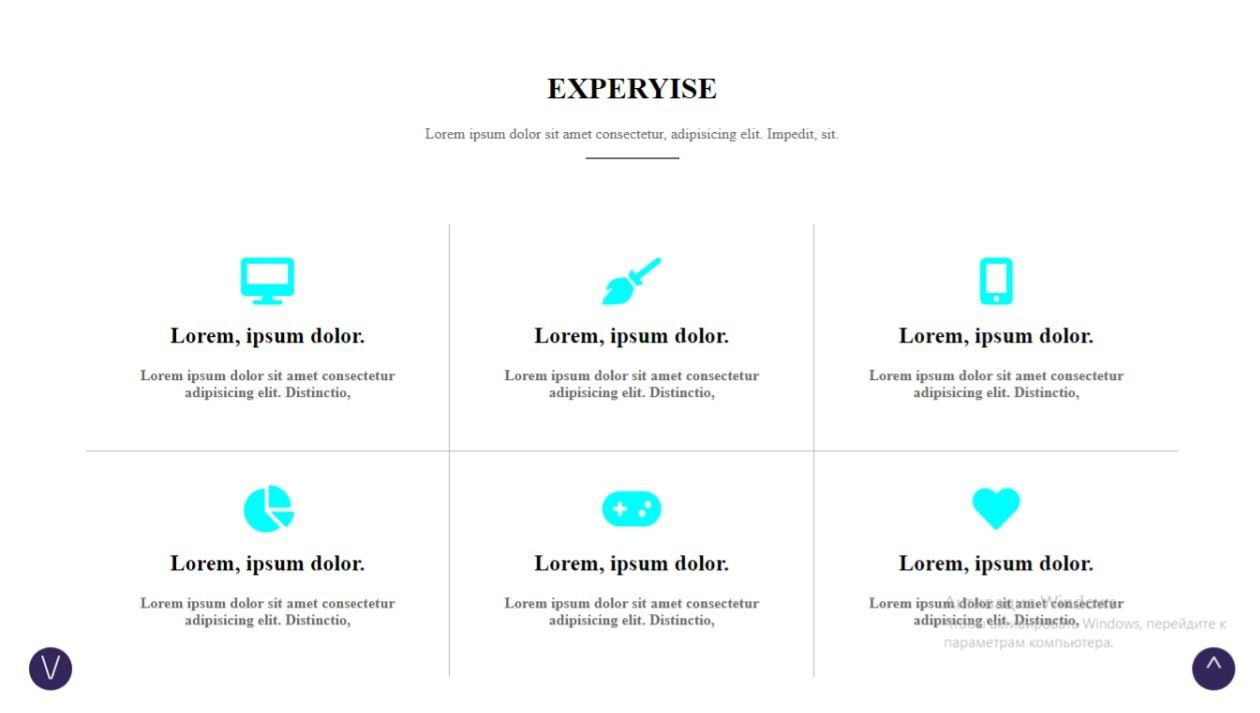 EXPERYISE
Lorem ipsum dolor sit amet consectetur, adipisicing elit. Impedit, sit.
Lorem, ipsum dolor.
Lorem ipsum dolor sit amet consectetur
adipisicing elit. Distinctio,
Lorem, ipsum dolor.
Lorem ipsum dolor sit amet consectetur
adipisicing elit. Distinctio,
Lorem, ipsum dolor.
Lorem ipsum dolor sit amet consectetur
adipisicing elit. Distinctio,
Lorem, ipsum dolor.
Lorem ipsum dolor sit amet consectetur
adipisicing elit. Distinctio,
Lorem, ipsum dolor.
Lorem ipsum dolor sit amet consectetur
adipisicing elit. Distinctio,
Lorem, ipsum dolor.
Lorem ipsum dolor sit amet consectetur
adipisicing elit. Distinctio,
Активация Windows
Чтобы активировать Windows, перейдите к
параметрам компьютера.
V
^